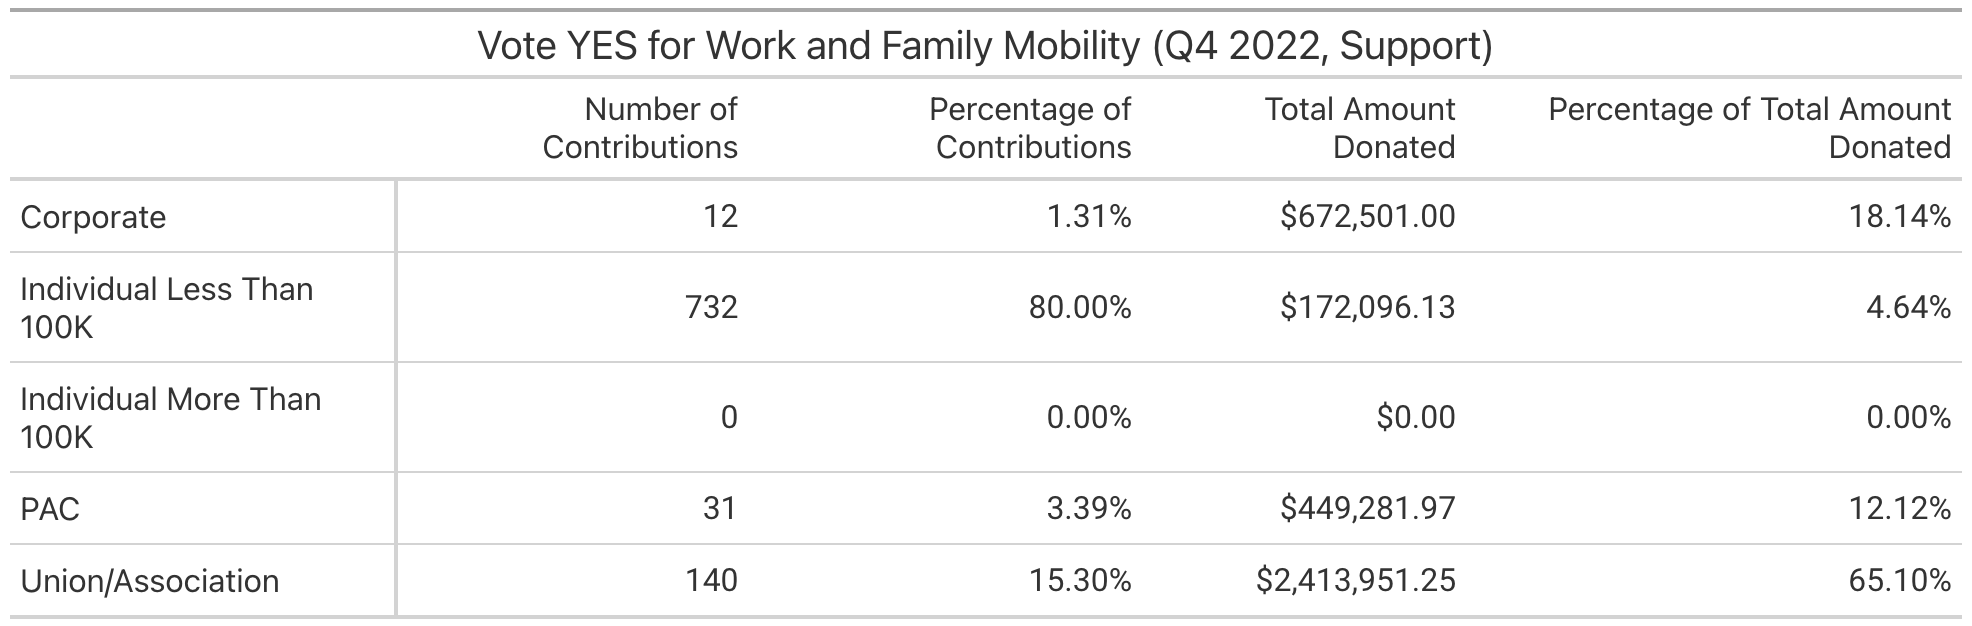 Vote YES for Work and Family Mobility (Q4 2022, Support)
Number of Contributions Percentage of Contributions Total Amount Donated Percentage of Total Amount Donated
Corporate 12 1.31% $672,501.00 18.14%
Individual Less Than 100K 732 80.00% $172,096.13 4.64%
Individual More Than 100K 0 0.00% $0.00 0.00%
PAC 31 3.39% $449,281.97 12.12%
Union/Association 140 15.30% $2,413,951.25 65.10%